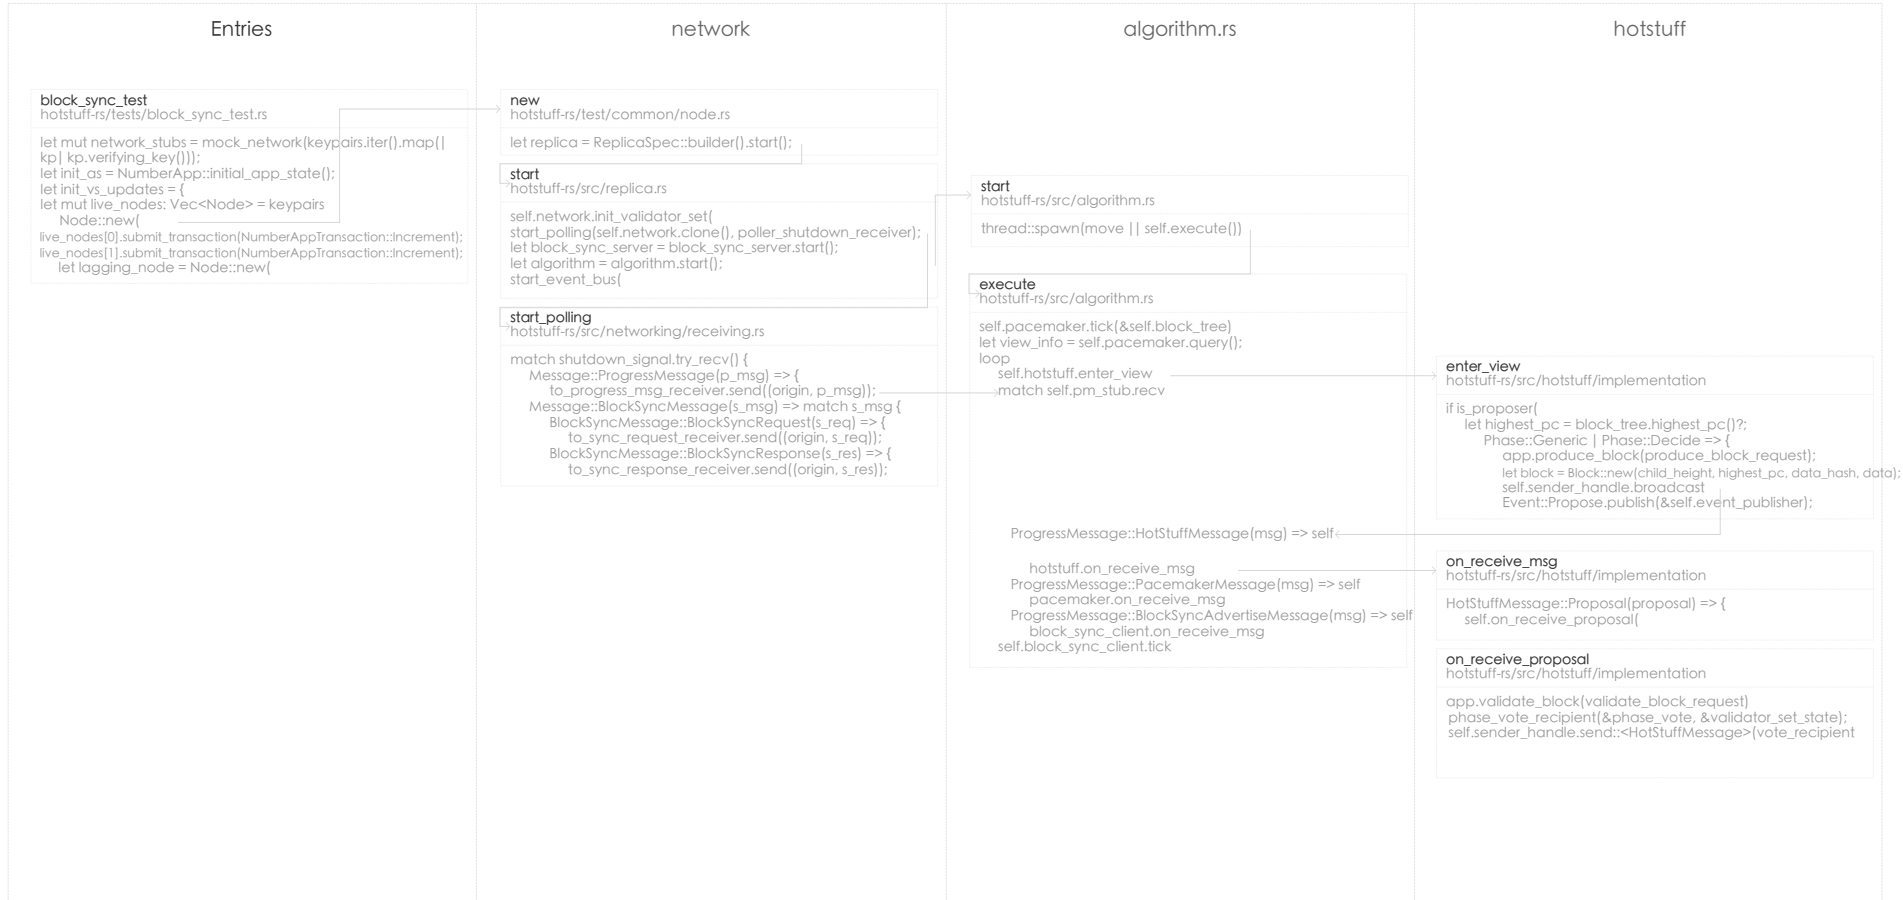 Entries
network
algorithm.rs
hotstuff
block_sync_test
hotstuff-rs/tests/block_sync_test.rs
let mut network_stubs = mock_network(keypairs.iter().map(|
kp| kp.verifying_key()));
let init_as = NumberApp::initial_app_state();
let init_vs_updates = {
let mut live_nodes: Vec<Node> = keypairs
Node::new(
live_nodes[0].submit_transaction(NumberAppTransaction::Increment);
live_nodes[1].submit_transaction(NumberAppTransaction::Increment);
let lagging_node = Node::new(
new
hotstuff-rs/test/common/node.rs
let replica = ReplicaSpec::builder().start();
start
hotstuff-rs/src/replica.rs
self.network.init_validator_set(
start_polling(self.network.clone(), poller_shutdown_receiver);
let block_sync_server = block_sync_server.start();
let algorithm = algorithm.start();
start_event_bus(
start_polling
hotstuff-rs/src/networking/receiving.rs
match shutdown_signal.try_recv() {
Message::ProgressMessage(p_msg) => {
to_progress_msg_receiver.send((origin, p_msg));
Message::BlockSyncMessage(s_msg) => match s_msg {
BlockSyncMessage::BlockSyncRequest(s_req) => {
to_sync_request_receiver.send((origin, s_req));
BlockSyncMessage::BlockSyncResponse(s_res) => {
to_sync_response_receiver.send((origin, s_res));
start
hotstuff-rs/src/algorithm.rs
thread::spawn(move || self.execute())
execute
hotstuff-rs/src/algorithm.rs
self.pacemaker.tick(&self.block_tree)
let view_info = self.pacemaker.query();
loop
self.hotstuff.enter_view
match self.pm_stub.recv
ProgressMessage::HotStuffMessage(msg) => self
hotstuff.on_receive_msg
ProgressMessage::PacemakerMessage(msg) => self
pacemaker.on_receive_msg
ProgressMessage::BlockSyncAdvertiseMessage(msg) => self
block_sync_client.on_receive_msg
self.block_sync_client.tick
enter_view
hotstuff-rs/src/hotstuff/implementation
if is_proposer(
let highest_pc = block_tree.highest_pc()?;
Phase::Generic | Phase::Decide => {
app.produce_block(produce_block_request);
let block = Block::new(child_height, highest_pc, data_hash, data);
self.sender_handle.broadcast
Event::Propose.publish(&self.event_publisher);
on_receive_msg
hotstuff-rs/src/hotstuff/implementation
HotStuffMessage::Proposal(proposal) => {
self.on_receive_proposal(
on_receive_proposal
hotstuff-rs/src/hotstuff/implementation
app.validate_block(validate_block_request)
phase_vote_recipient(&phase_vote, &validator_set_state);
self.sender_handle.send::<HotStuffMessage>(vote_recipient